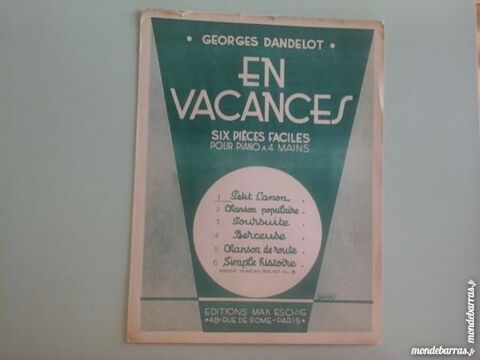 • GEORGES DANDELOT •
EN
VACANCES
SIX PIÈCES FACILES
POUR PIANO A 4 MAINS
1 Petit Canon .
2 Chanson populaire .
3 Poursuite .
4 Berceuse .
5 Chanson de route .
6 Simple histoire .
EDITIONS MAX ESCHIG
•48•RUE DE ROME•PARIS•
mondebarras.fr
mondebarras.fr